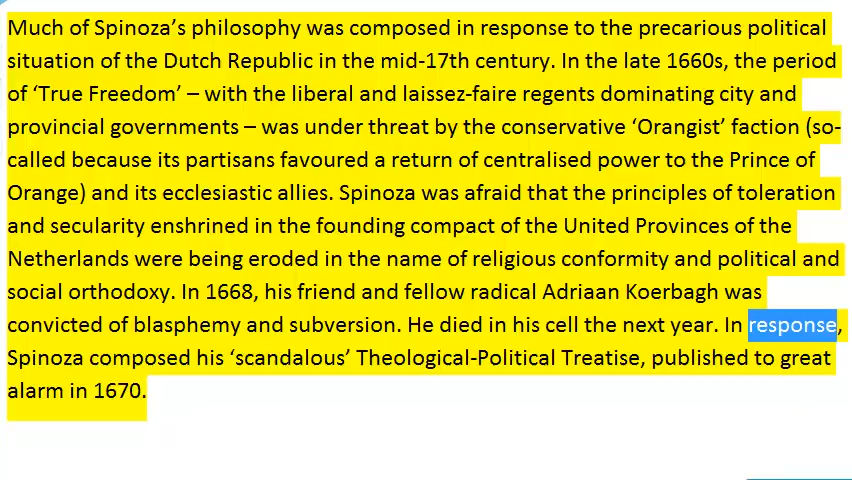 Much of Spinoza’s philosophy was composed in response to the precarious political
situation of the Dutch Republic in the mid-17th century. In the late 1660s, the period
of ‘True Freedom’ – with the liberal and laissez-faire regents dominating city and
provincial governments – was under threat by the conservative ‘Orangist’ faction (so-
called because its partisans favoured a return of centralised power to the Prince of
Orange) and its ecclesiastic allies. Spinoza was afraid that the principles of toleration
and secularity enshrined in the founding compact of the United Provinces of the
Netherlands were being eroded in the name of religious conformity and political and
social orthodoxy. In 1668, his friend and fellow radical Adriaan Koerbagh was
convicted of blasphemy and subversion. He died in his cell the next year. In response,
Spinoza composed his ‘scandalous’ Theological-Political Treatise, published to great
alarm in 1670.